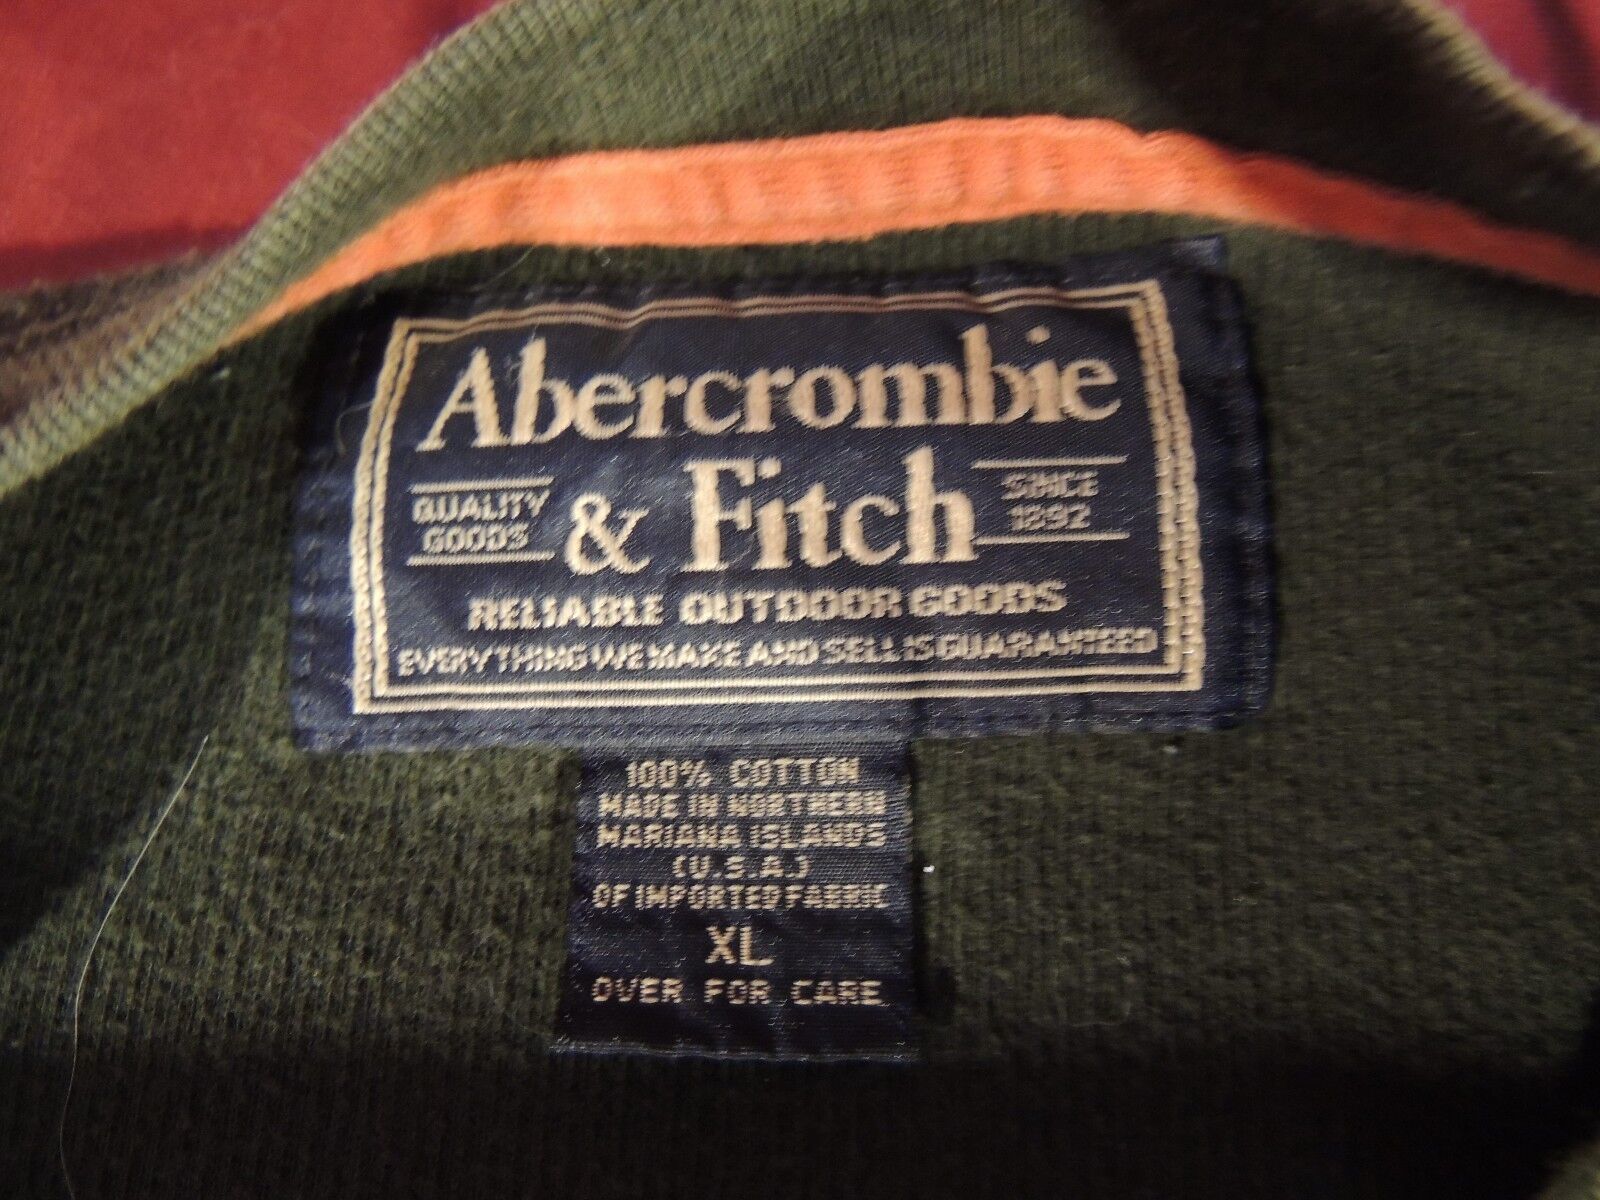 Abercrombie
QUALITY
GOODS
& Fitch
SINCE
1892
RELIABLE OUTDOOR GOODS
EVERYTHING WE MAKE AND SELL IS GUARANTEED
100% COTTON
MADE IN NORTHERN
MARIANA ISLANDS
(U.S.A.)
OF IMPORTED FABRIC
XL
OVER FOR CARE